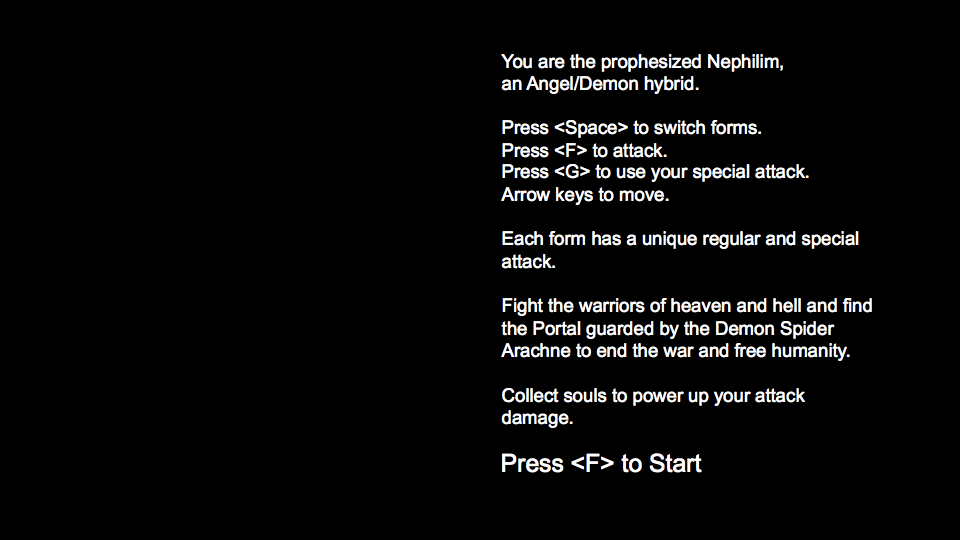 You are the prophesized Nephilim,
an Angel/Demon hybrid.
Press <Space> to switch forms.
Press <F> to attack.
Press <G> to use your special attack.
Arrow keys to move.
Each form has a unique regular and special
attack.
Fight the warriors of heaven and hell and find
the Portal guarded by the Demon Spider
Arachne to end the war and free humanity.
Collect souls to power up your attack
damage.
Press <F> to Start